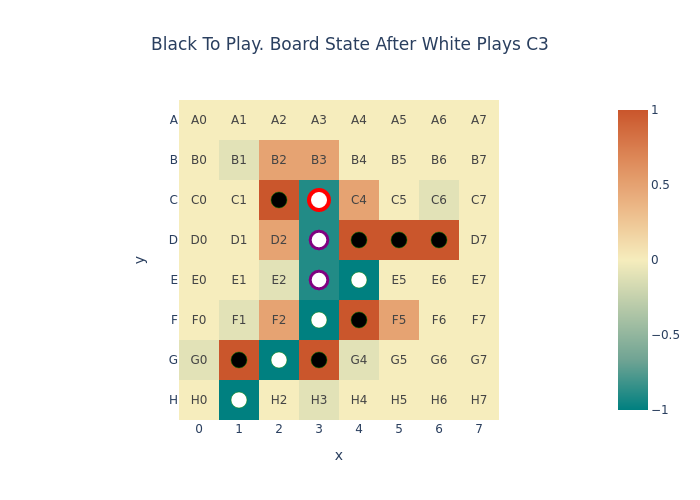 Black To Play. Board State After White Plays C3
A A0 A1 A2 A3 A4 A5 A6 A7
B B0 B1 B2 B3 B4 B5 B6 B7
C C0 C1 C4 C5 C6 C7
D D0 D1 D2 D7
E E0 E1 E2 E5 E6 E7
F F0 F1 F2 F5 F6 F7
G G0 G4 G5 G6 G7
H H0 H2 H3 H4 H5 H6 H7
0 1 2 3 4 5 6 7
x
y
1
0.5
0
−0.5
−1